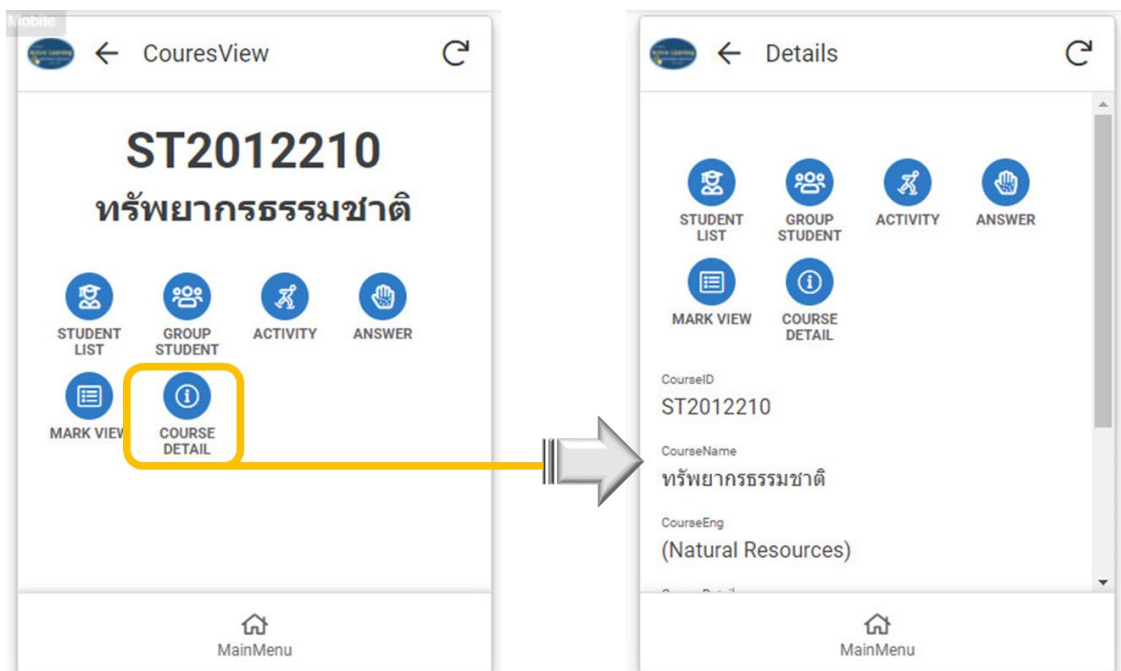 Mobile
CouresView
ST2012210
ทรัพยากรธรรมชาติ
STUDENT
LIST
GROUP
STUDENT
ACTIVITY
ANSWER
MARK VIEW
COURSE
DETAIL
MainMenu
Details
STUDENT
LIST
GROUP
STUDENT
ACTIVITY
ANSWER
MARK VIEW
COURSE
DETAIL
CourseID
ST2012210
CourseName
ทรัพยากรธรรมชาติ
CourseEng
(Natural Resources)
MainMenu